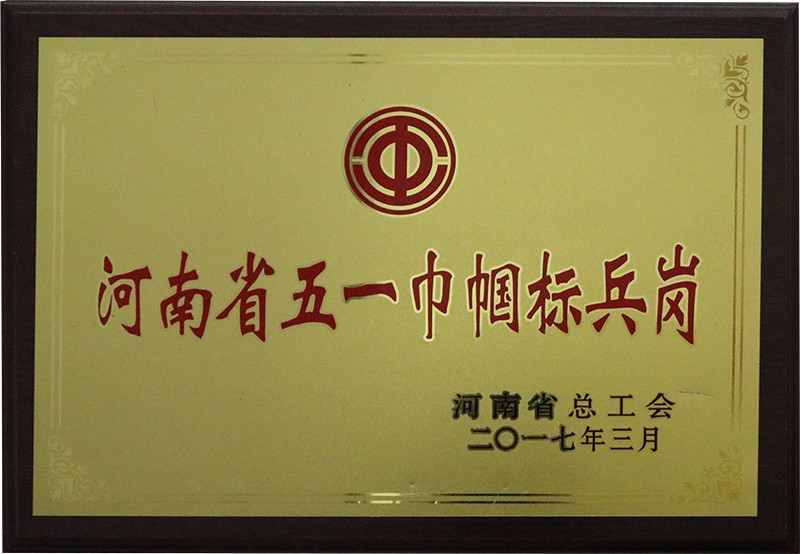 河南省五一巾帼标兵岗
河南省总工会
二〇一七年三月